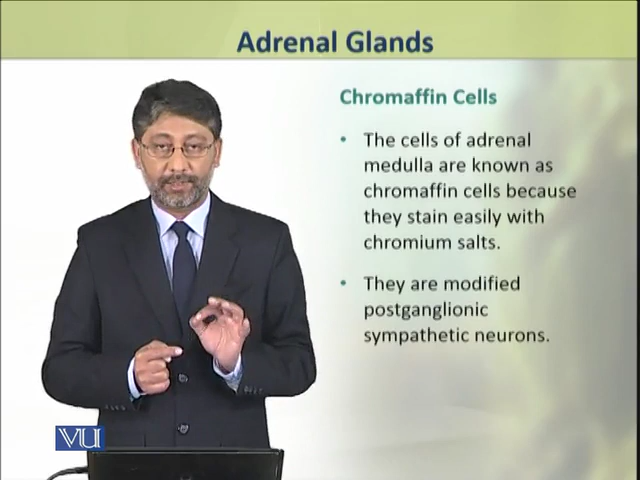 Adrenal Glands
Chromaffin Cells
• The cells of adrenal
medulla are known as
chromaffin cells because
they stain easily with
chromium salts.
• They are modified
postganglionic
sympathetic neurons.
VU